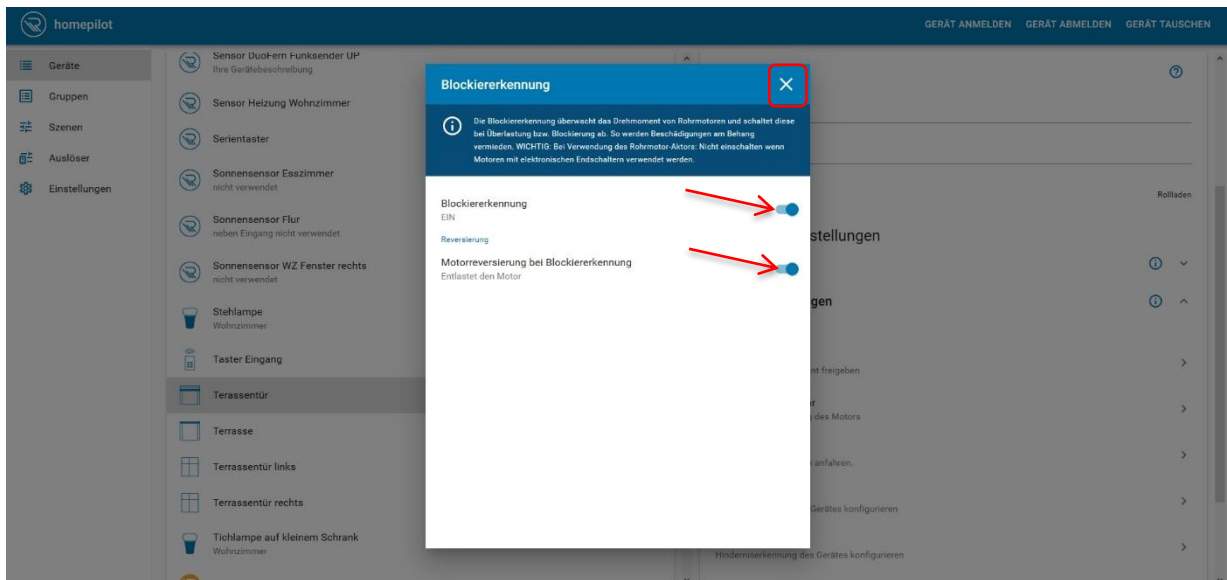 homepilot
GERÄT ANMELDEN GERÄT ABMELDEN GERÄT TAUSCHEN
Geräte
Gruppen
Szenen
Auslöser
Einstellungen
Sensor DuoFern Funksender UP
Ihre Gerätebeschreibung
Sensor Heizung Wohnzimmer
Serientaster
Sonnensensor Esszimmer
nicht verwendet
Sonnensensor Flur
neben Eingang nicht verwendet
Sonnensensor WZ Fenster rechts
nicht verwendet
Stehlampe
Wohnzimmer
Taster Eingang
Terassentür
Terrasse
Terrassentür links
Terrassentür rechts
Tichlampe auf kleinem Schrank
Wohnzimmer
Blockiererkennung
Die Blockiererkennung überwacht das Drehmoment von Rohrmotoren und schaltet diese
bei Überlastung bzw. Blockierung ab. So werden Beschädigungen am Behang
vermieden. WICHTIG: Bei Verwendung des Rohrmotor-Aktors: Nicht einschalten wenn
Motoren mit elektronischen Endschaltern verwendet werden.
Blockiererkennung
EIN
Reversierung
Motorreversierung bei Blockiererkennung
Entlastet den Motor
Rollladen
stellungen
gen
nt freigeben
r
des Motors
anfahren.
Gerätes konfigurieren
Hinderniserkennung des Gerätes konfigurieren